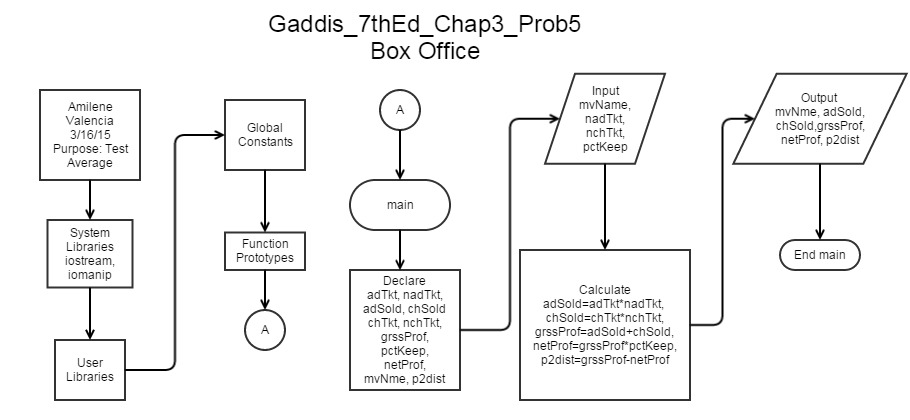 Gaddis_7thEd_Chap3_Prob5
Box Office
Amilene
Valencia
3/16/15
Purpose: Test
Average
System
Libraries
iostream,
iomanip
User
Libraries
Global
Constants
Function
Prototypes
A
A
main
Declare
adTkt, nadTkt,
adSold, chSold
chTkt, nchTkt,
grssProf,
pctKeep,
netProf,
mvNme, p2dist
Input
mvName,
nadTkt,
nchTkt,
pctKeep
Calculate
adSold=adTkt*nadTkt,
chSold=chTkt*nchTkt,
grssProf=adSold+chSold,
netProf=grssProf*pctKeep,
p2dist=grssProf-netProf
Output
mvNme, adSold,
chSold,grssProf,
netProf, p2dist
End main